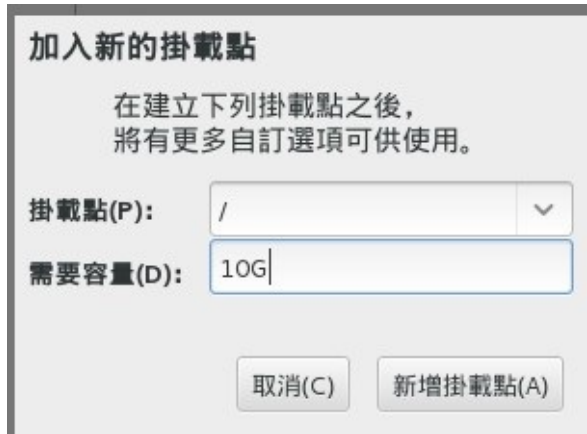 加入新的掛載點
在建立下列掛載點之後，
將有更多自訂選項可供使用。
掛載點(P)： /
需要容量(D)： 10G
取消(C) 新增掛載點(A)